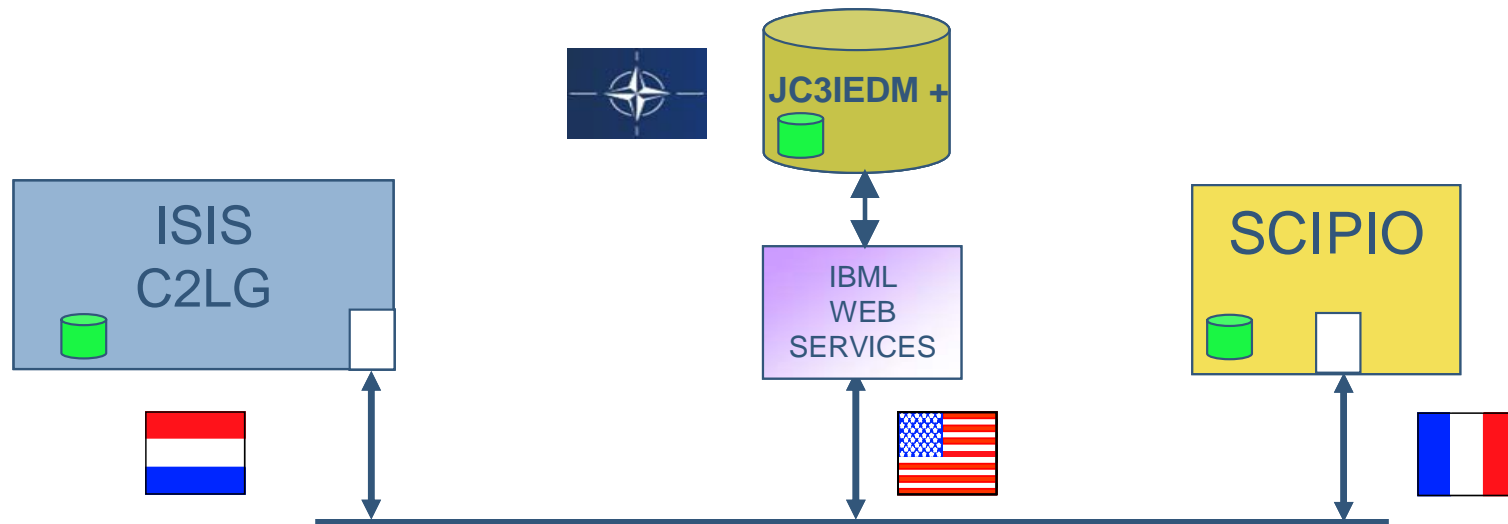 JC3IEDM +
ISIS
C2LG
IBML
WEB
SERVICES
SCIPIO